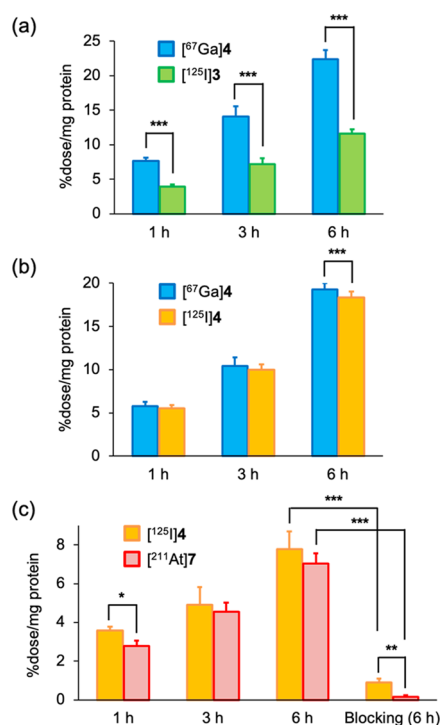 (a)
[67Ga]4
[125I]3
***
***
***
%dose/mg protein
25
20
15
10
5
0
1 h 3 h 6 h
(b)
[67Ga]4
[125I]4
***
%dose/mg protein
20
15
10
5
0
1 h 3 h 6 h
(c)
[125I]4
[211At]7
***
***
*
**
%dose/mg protein
8
6
4
2
0
1 h 3 h 6 h Blocking (6 h)